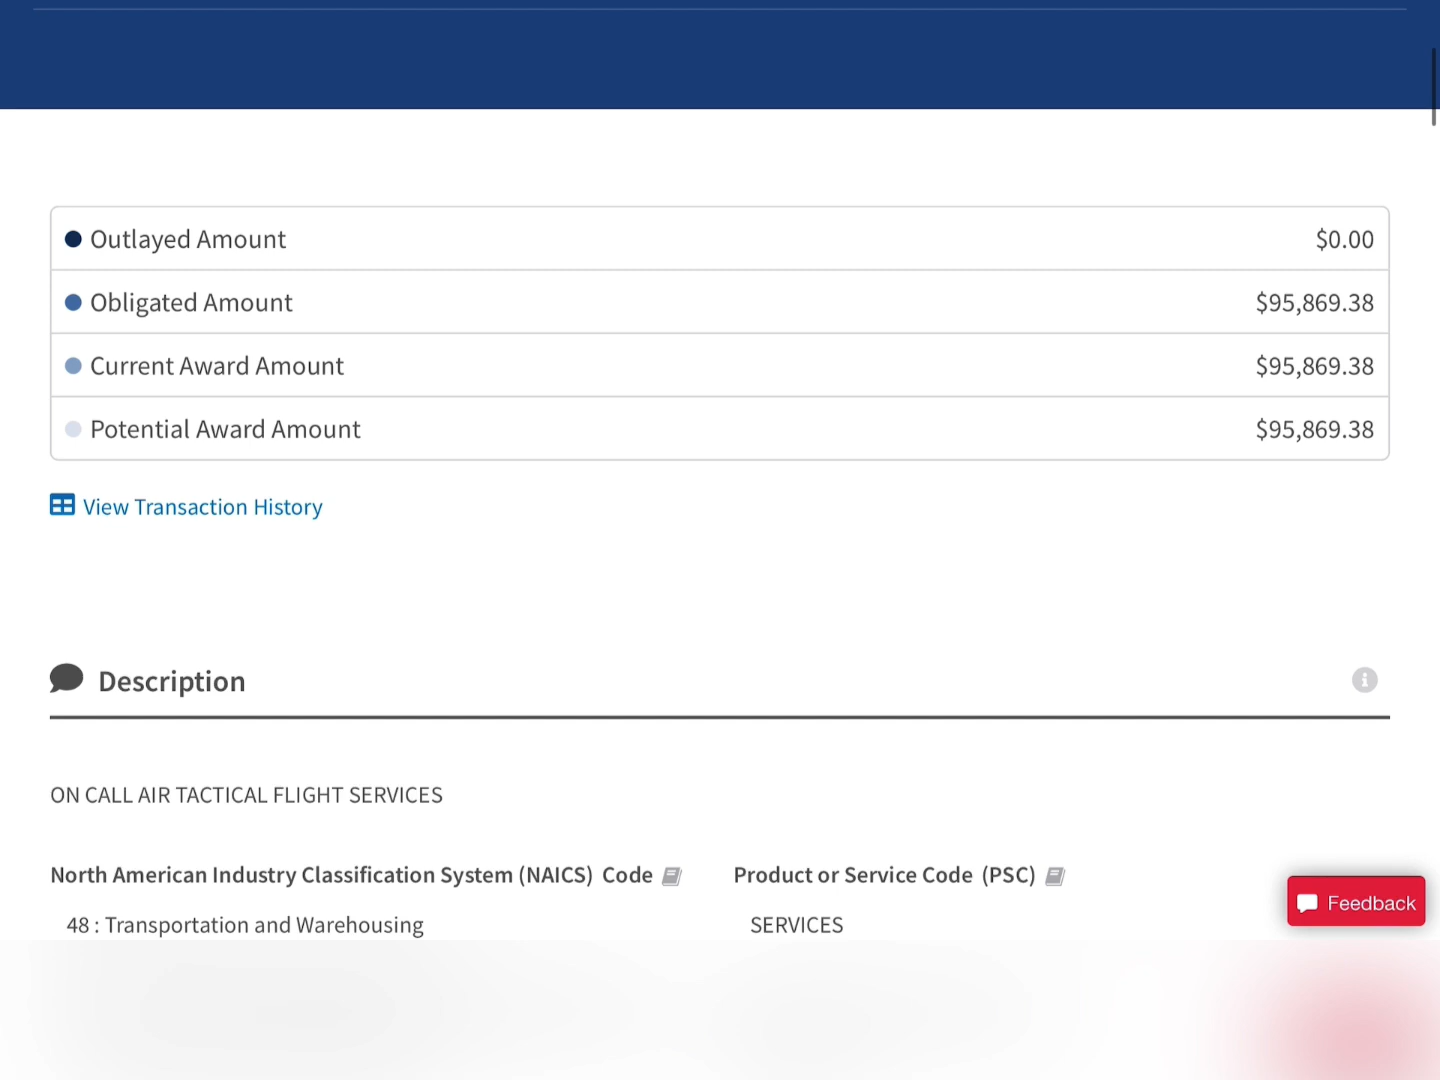 Outlayed Amount $0.00
Obligated Amount $95,869.38
Current Award Amount $95,869.38
Potential Award Amount $95,869.38
View Transaction History
Description
ON CALL AIR TACTICAL FLIGHT SERVICES
North American Industry Classification System (NAICS) Code Product or Service Code (PSC)
48 : Transportation and Warehousing SERVICES
Feedback